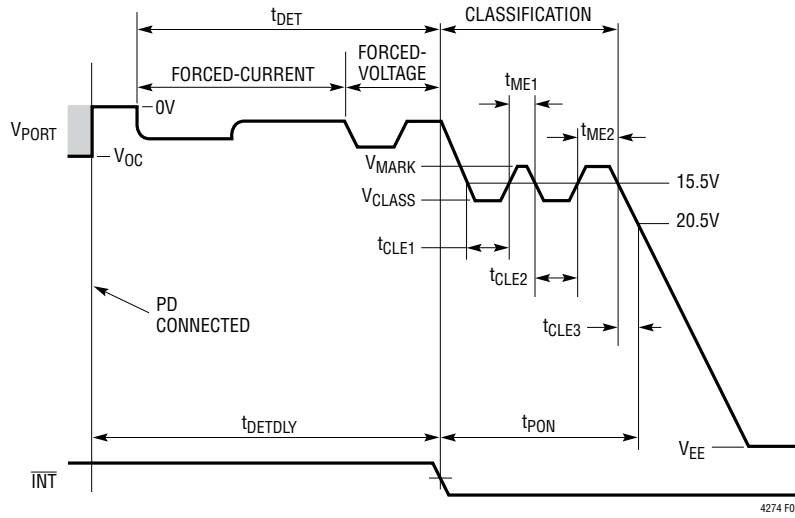 tDET
CLASSIFICATION
FORCED-CURRENT
FORCED-
VOLTAGE
tME1
0V
tME2
VPORT
VOC
VMARK
15.5V
VCLASS
20.5V
tCLE1
tCLE2
PD
CONNECTED
tCLE3
tDETDLY
tPON
VEE
INT
4274 F0